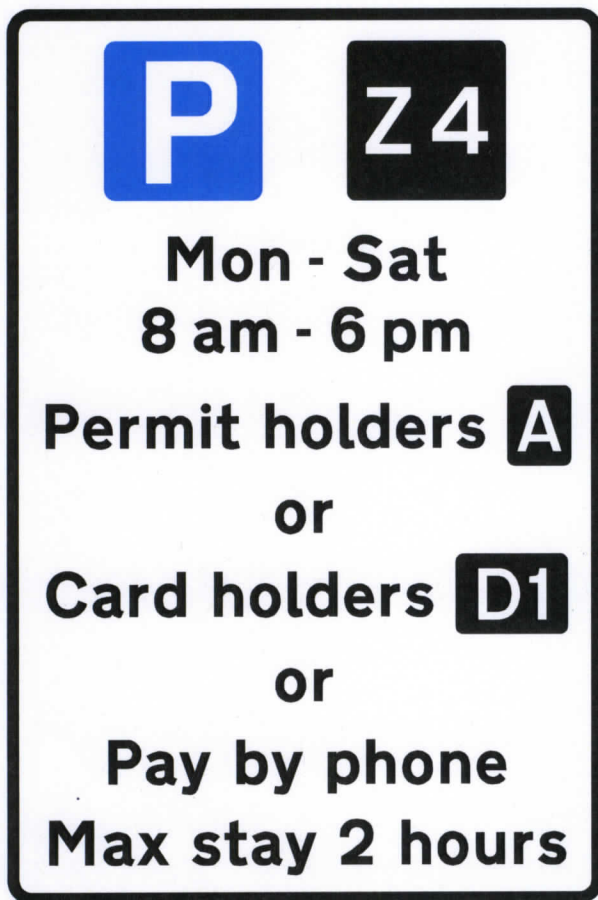 P Z4
Mon - Sat
8 am - 6 pm
Permit holders A
or
Card holders D1
or
Pay by phone
Max stay 2 hours